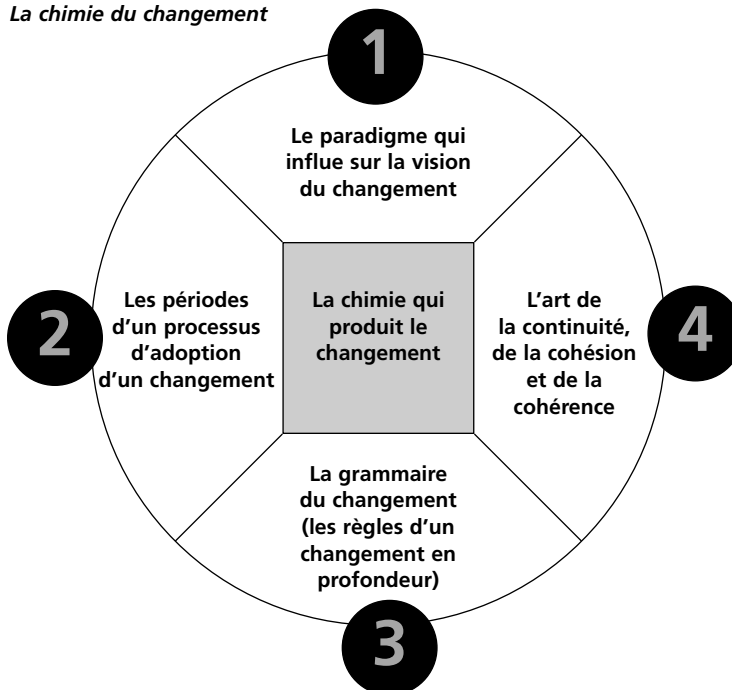 La chimie du changement
1
Le paradigme qui
influe sur la vision
du changement
2
Les périodes
d'un processus
d'adoption
d'un changement
La chimie qui
produit le
changement
L'art de
la continuité,
de la cohésion
et de la
cohérence
4
La grammaire
du changement
(les règles d'un
changement en
profondeur)
3